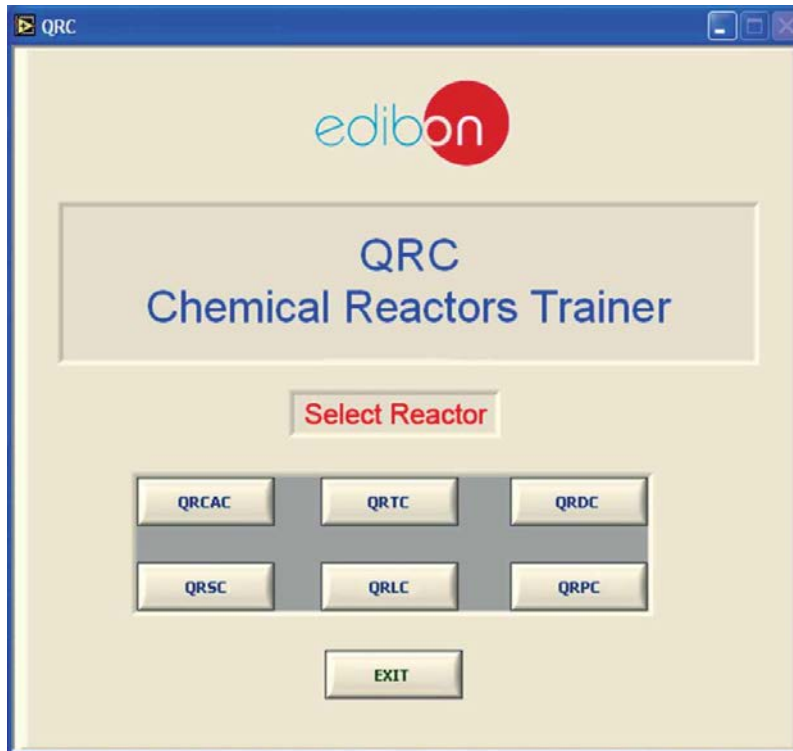 QRC
edibon
QRC
Chemical Reactors Trainer
Select Reactor
QRCAC QRTC QRDC
QRSC QRLC QRPC
EXIT